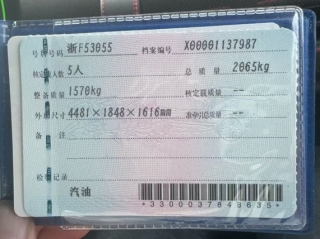 号牌号码 浙F53055 档案编号 X00001137987
核定载人数 5人 总质量 2065kg
整备质量 1570kg 核定载质量 --
外廓尺寸 4481×1848×1616mm 准牵引总质量 --
备注
检验记录
汽油
*3300037843635*